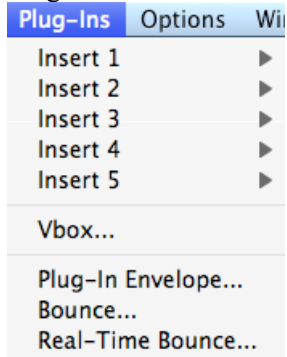 Plug-Ins Options
Insert 1
Insert 2
Insert 3
Insert 4
Insert 5
Vbox...
Plug-In Envelope...
Bounce...
Real-Time Bounce...